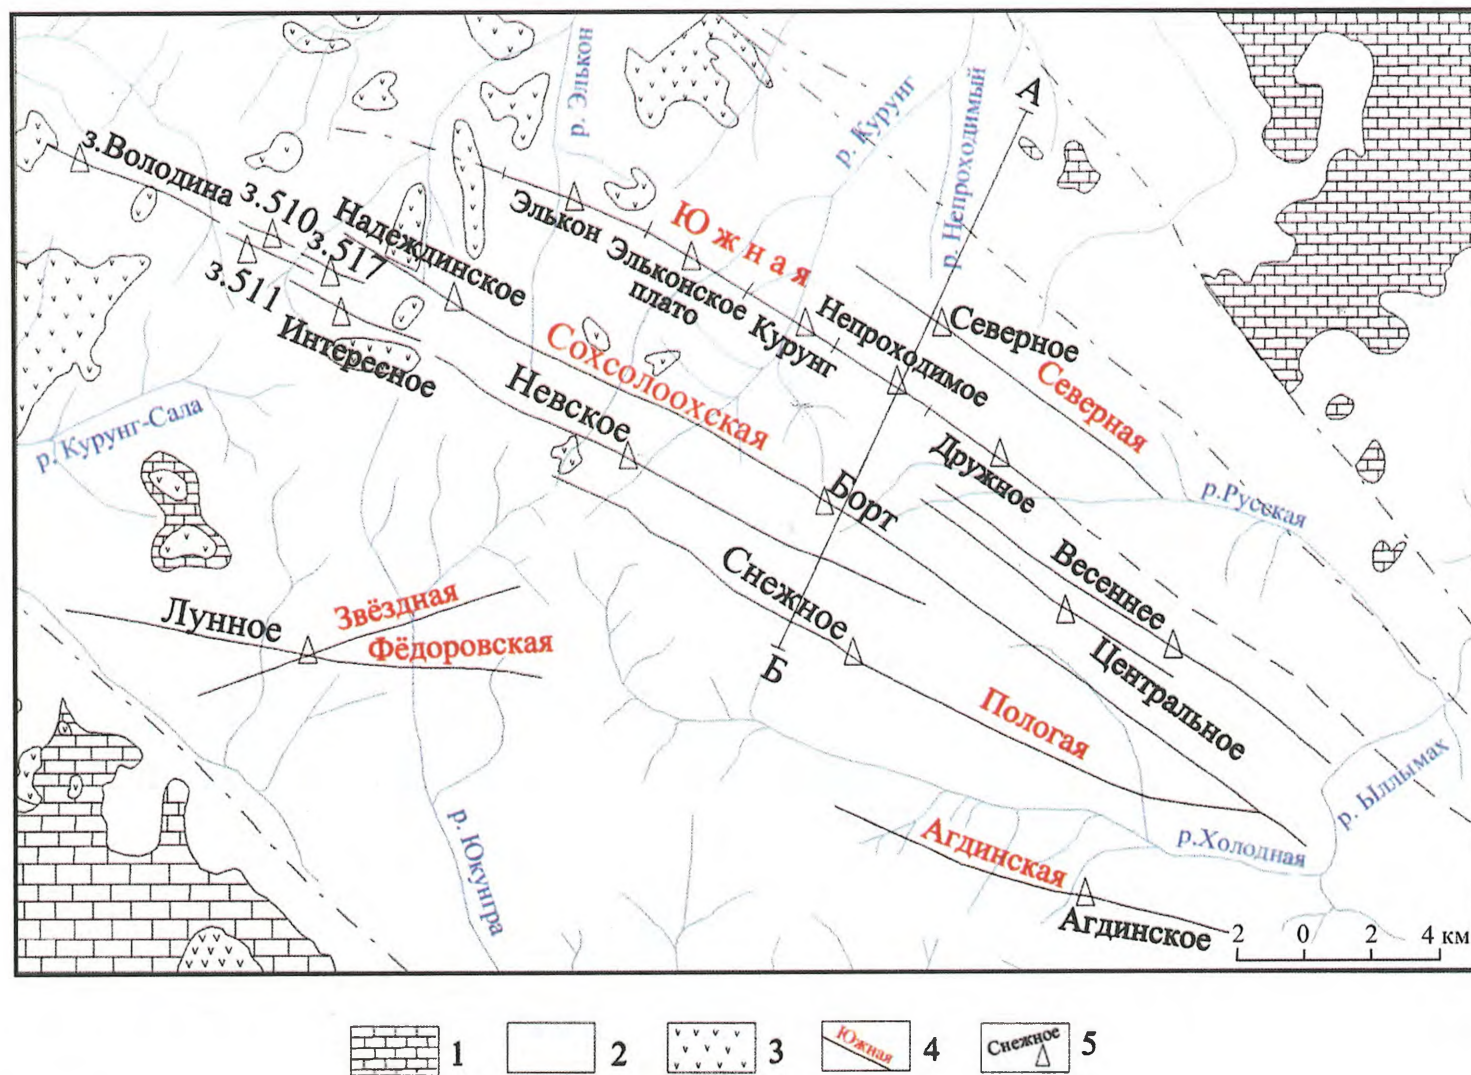 р. Элькон
р. Курунг
р. Непроходимый
А
з.Володина
з.510
з.517
з.511
Надёждинское
Интересное
Элькон
Эльконское
плато
Курунг
Южная
Непроходимое
Северное
Северная
Сохсолоохская
Невское
Дружное
р. Курунг-Сала
Борт
р.Русская
Снежное
Весеннее
Центральное
Лунное
Звёздная
Фёдоровская
Б
Пологая
р. Ыллымах
р. Юкунгра
Агдинская
р.Холодная
Агдинское
2 0 2 4 км
1
2
3
Южная
4
Снежное
5